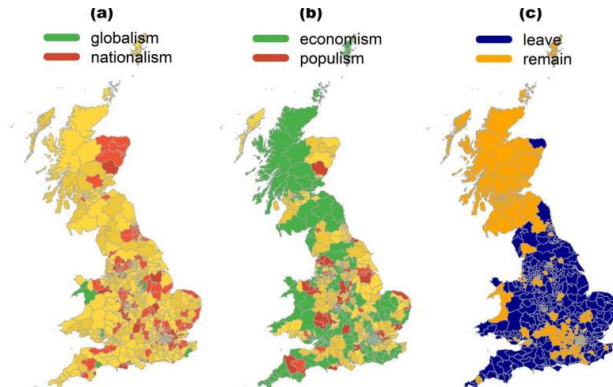 (a)
globalism
nationalism
(b)
economism
populism
(c)
leave
remain